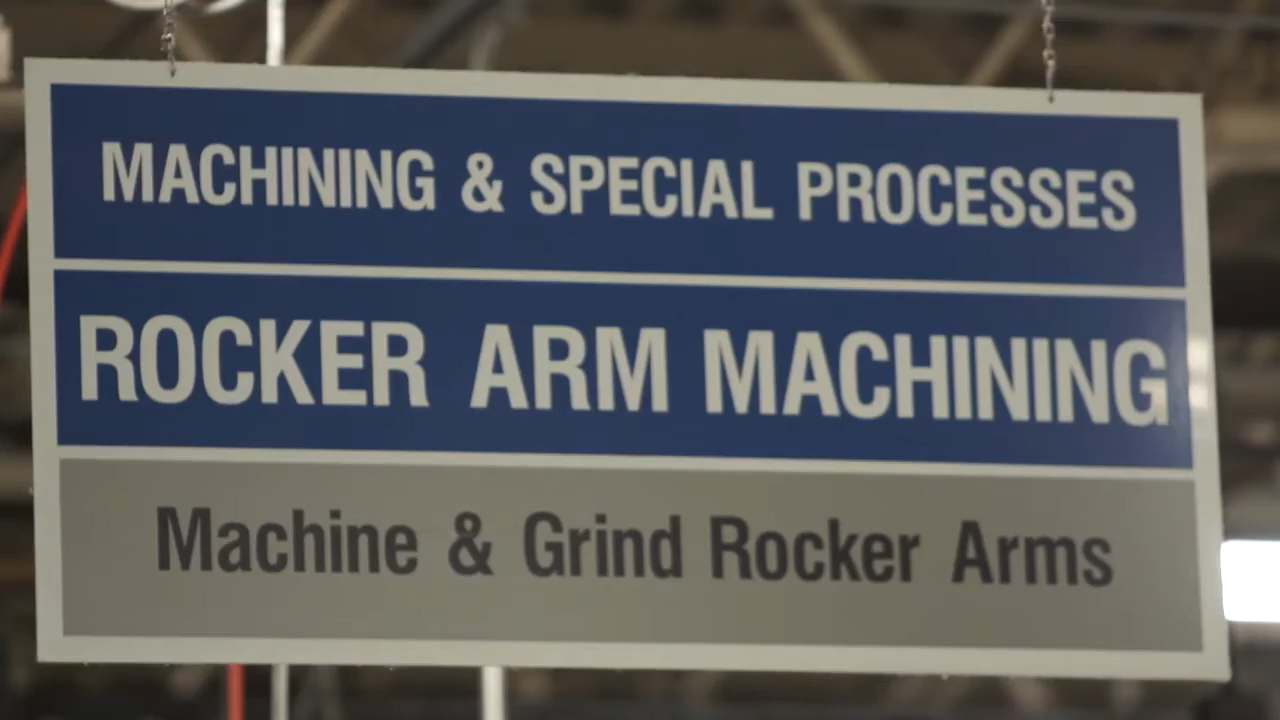 MACHINING & SPECIAL PROCESSES
ROCKER ARM MACHINING
Machine & Grind Rocker Arms